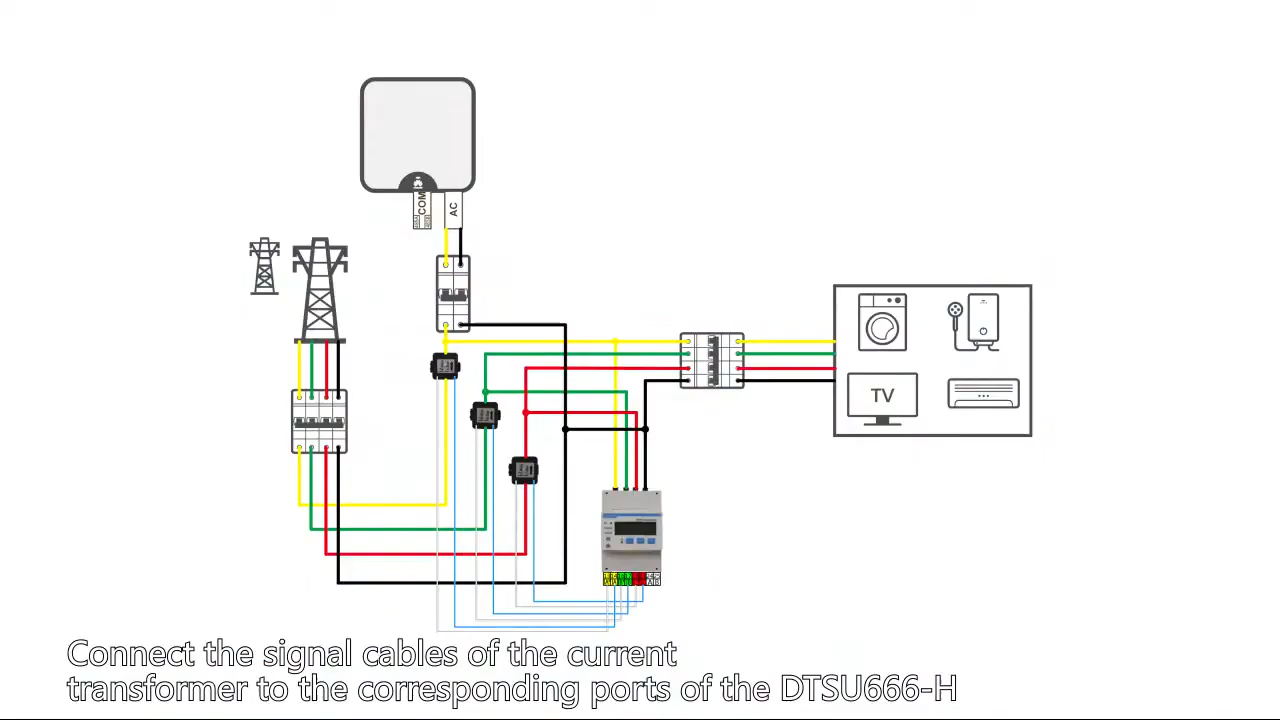 COM
AC
TV
Connect the signal cables of the current
transformer to the corresponding ports of the DTSU666-H